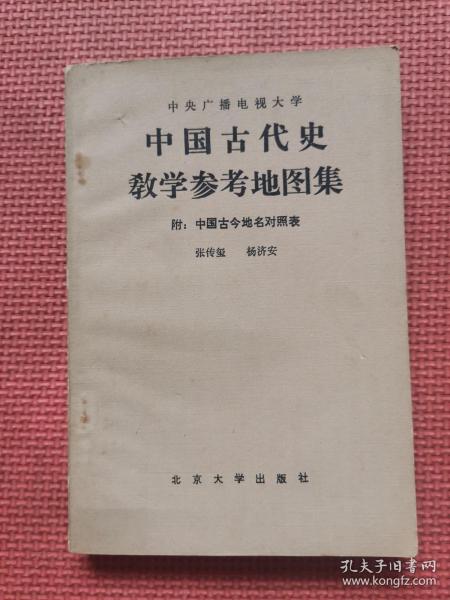 中央广播电视大学
中国古代史
教学参考地图集
附：中国古今地名对照表
张传玺 杨济安
北京大学出版社
孔夫子旧书网
www.kongfz.com